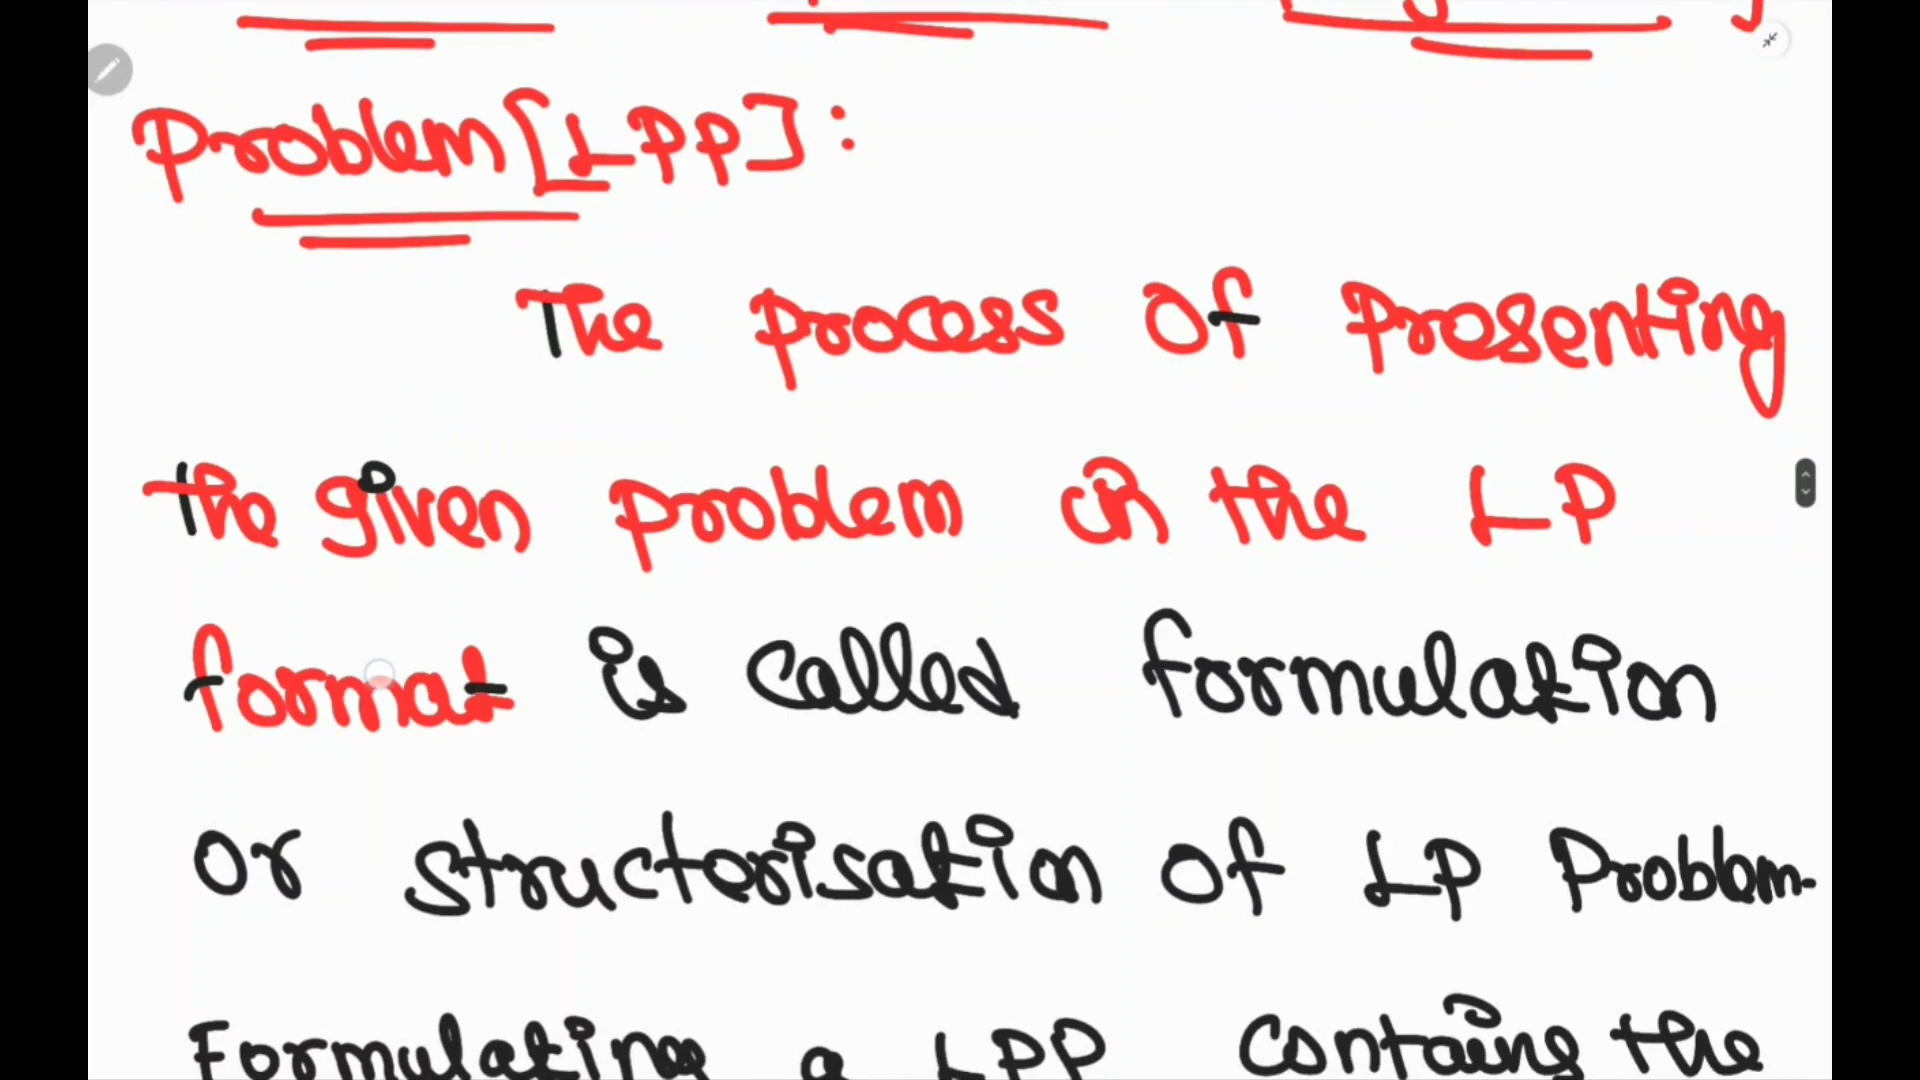 Problem[LPP]:
The process of presenting
the given problem in the LP
format is called formulation
or structorisation of LP Problem.
Formulating a LPP contains the